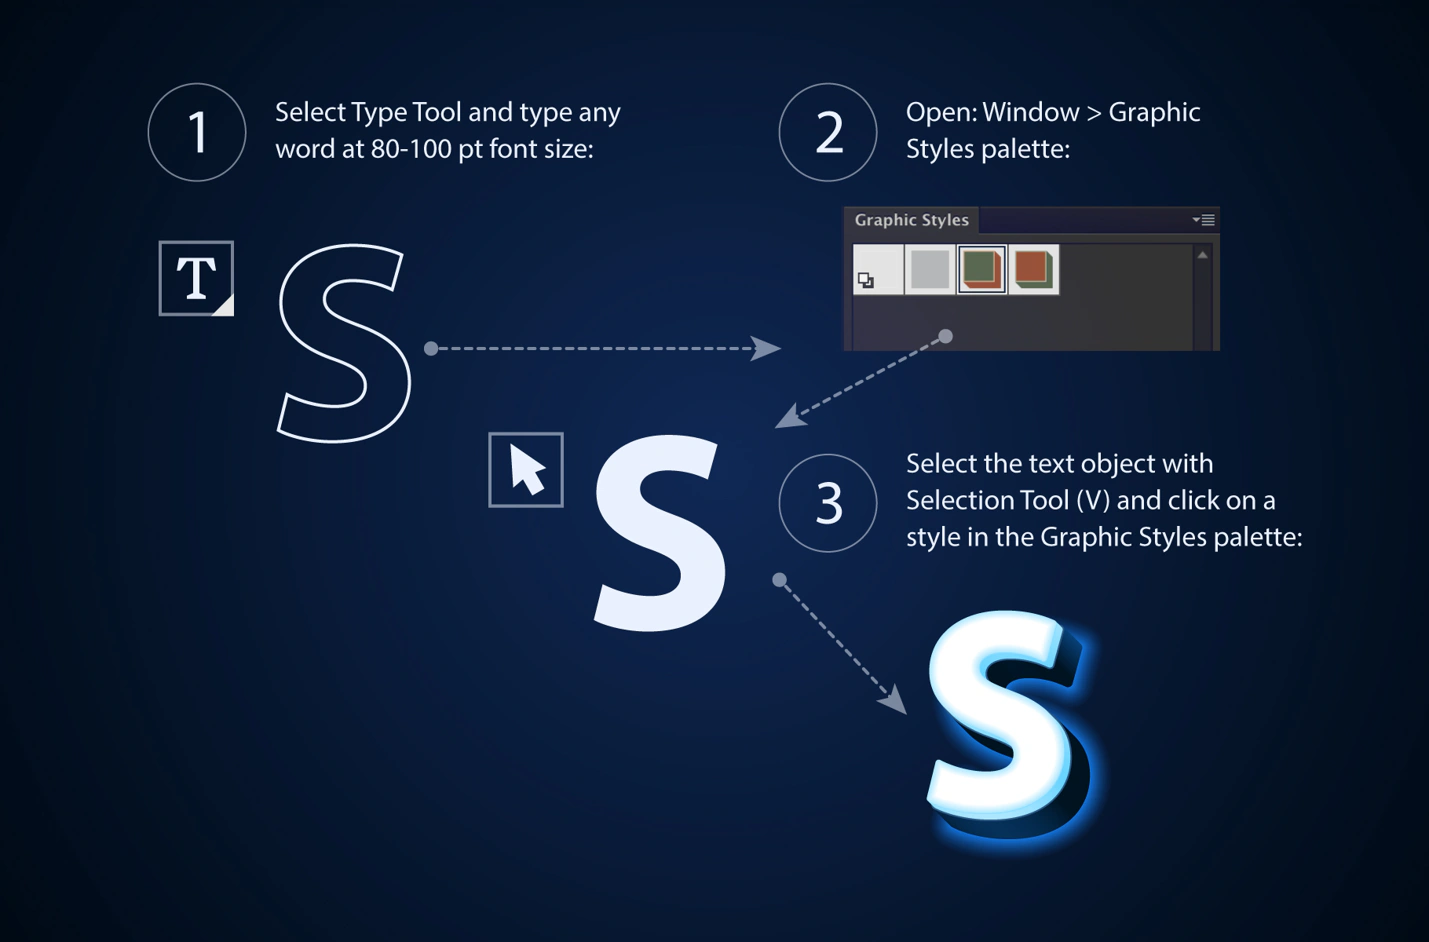 1
Select Type Tool and type any
word at 80-100 pt font size:
2
Open: Window > Graphic
Styles palette:
T
S
Graphic Styles
S
3
Select the text object with
Selection Tool (V) and click on a
style in the Graphic Styles palette:
S